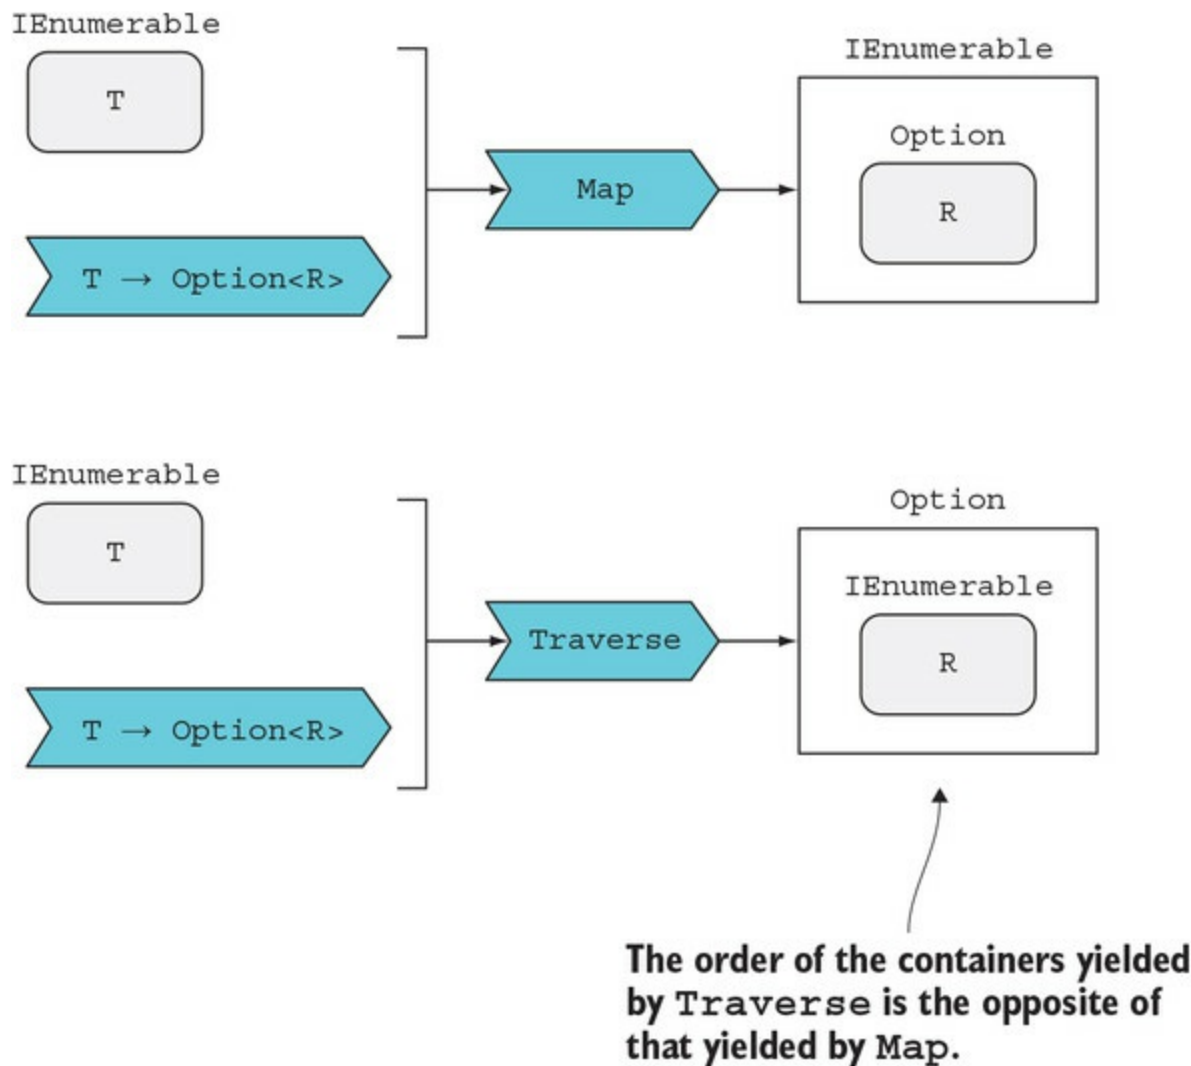 IEnumerable
T
T → Option<R>
Map
IEnumerable
Option
R
IEnumerable
T
T → Option<R>
Traverse
Option
IEnumerable
R
The order of the containers yielded
by Traverse is the opposite of
that yielded by Map.